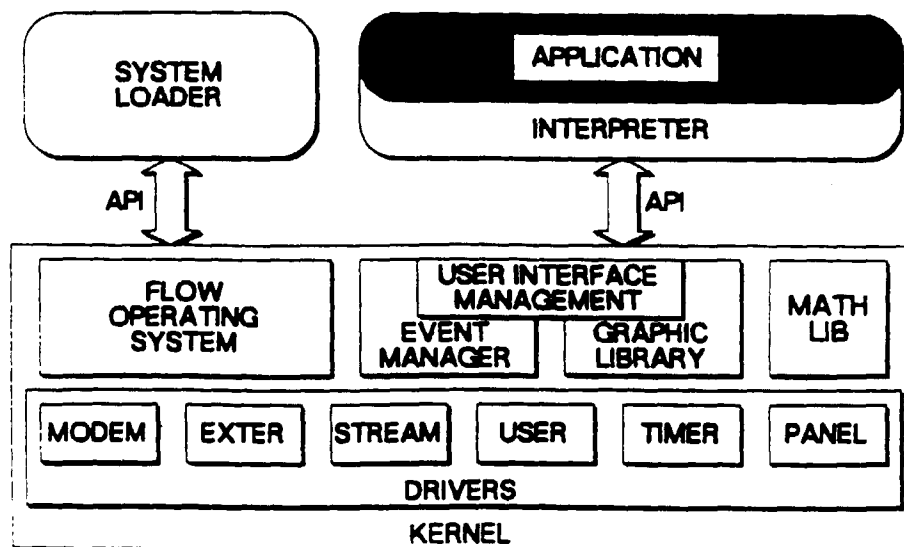 SYSTEM
LOADER
APPLICATION
INTERPRETER
API
API
FLOW
OPERATING
SYSTEM
USER INTERFACE
MANAGEMENT
EVENT
MANAGER
GRAPHIC
LIBRARY
MATH
LIB
MODEM
EXTER
STREAM
USER
TIMER
PANEL
DRIVERS
KERNEL